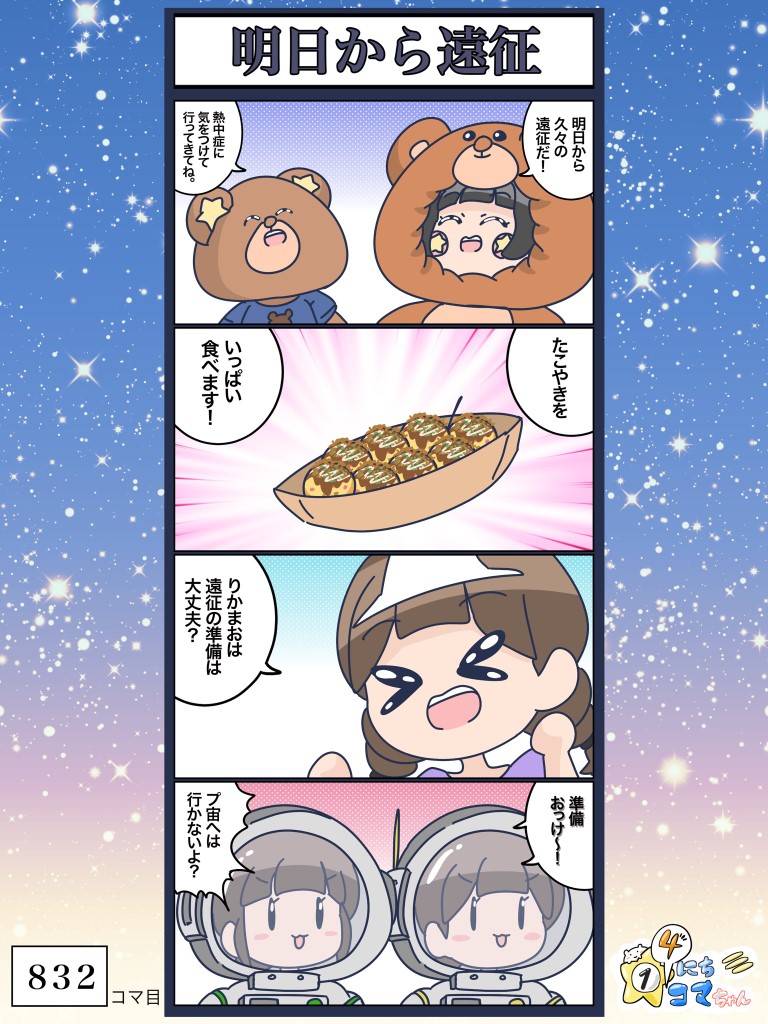 明日から遠征
明日から
久々の
遠征だ！
熱中症に
気をつけて
行ってきてね。
たこやきを
いっぱい
食べます！
りかまおは
遠征の準備は
大丈夫？
準備
おっけ〜！
プ宙へは
行かないよ？
832
コマ目
1
にち
4
コマ
ちゃん